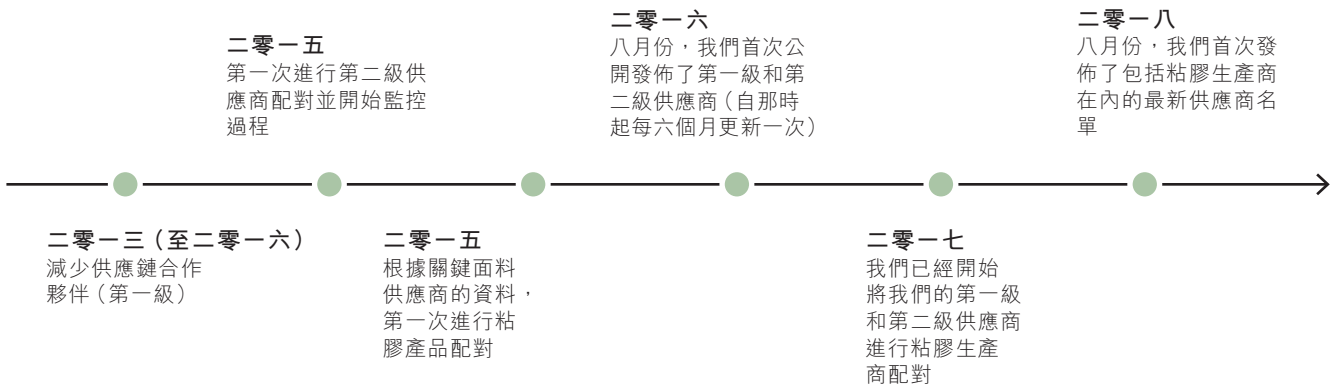 二零一三（至二零一六）
減少供應鏈合作
夥伴（第一級）
二零一五
第一次進行第二級供
應商配對並開始監控
過程
二零一五
根據關鍵面料
供應商的資料，
第一次進行粘
膠產品配對
二零一六
八月份，我們首次公
開發佈了第一級和第
二級供應商（自那時
起每六個月更新一次）
二零一七
我們已經開始
將我們的第一級
和第二級供應商
進行粘膠生產
商配對
二零一八
八月份，我們首次發
佈了包括粘膠生產商
在內的最新供應商名
單